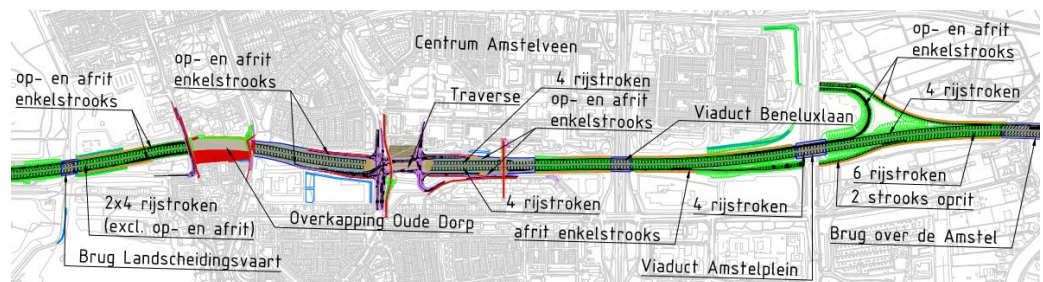 op- en afrit
enkelstrooks
op- en afrit
enkelstrooks
Centrum Amstelveen
Traverse
4 rijstroken
op- en afrit
enkelstrooks
Viaduct Beneluxlaan
op- en afrit
enkelstrooks
4 rijstroken
2x4 rijstroken
(excl. op- en afrit)
Brug Landscheidingsvaart
Overkapping Oude Dorp
4 rijstroken
afrit enkelstrooks
4 rijstroken
Viaduct Amstelplein
6 rijstroken
2 strooks oprit
Brug over de Amstel